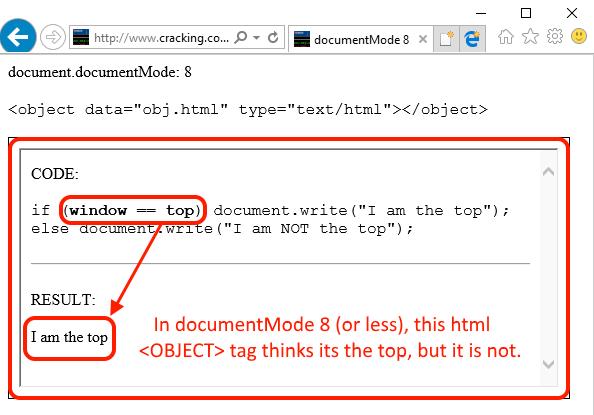 http://www.cracking.co...
documentMode 8
document.documentMode: 8
<object data="obj.html" type="text/html"></object>
CODE:
if (window == top) document.write("I am the top");
else document.write("I am NOT the top");
RESULT:
I am the top
In documentMode 8 (or less), this html
<OBJECT> tag thinks its the top, but it is not.